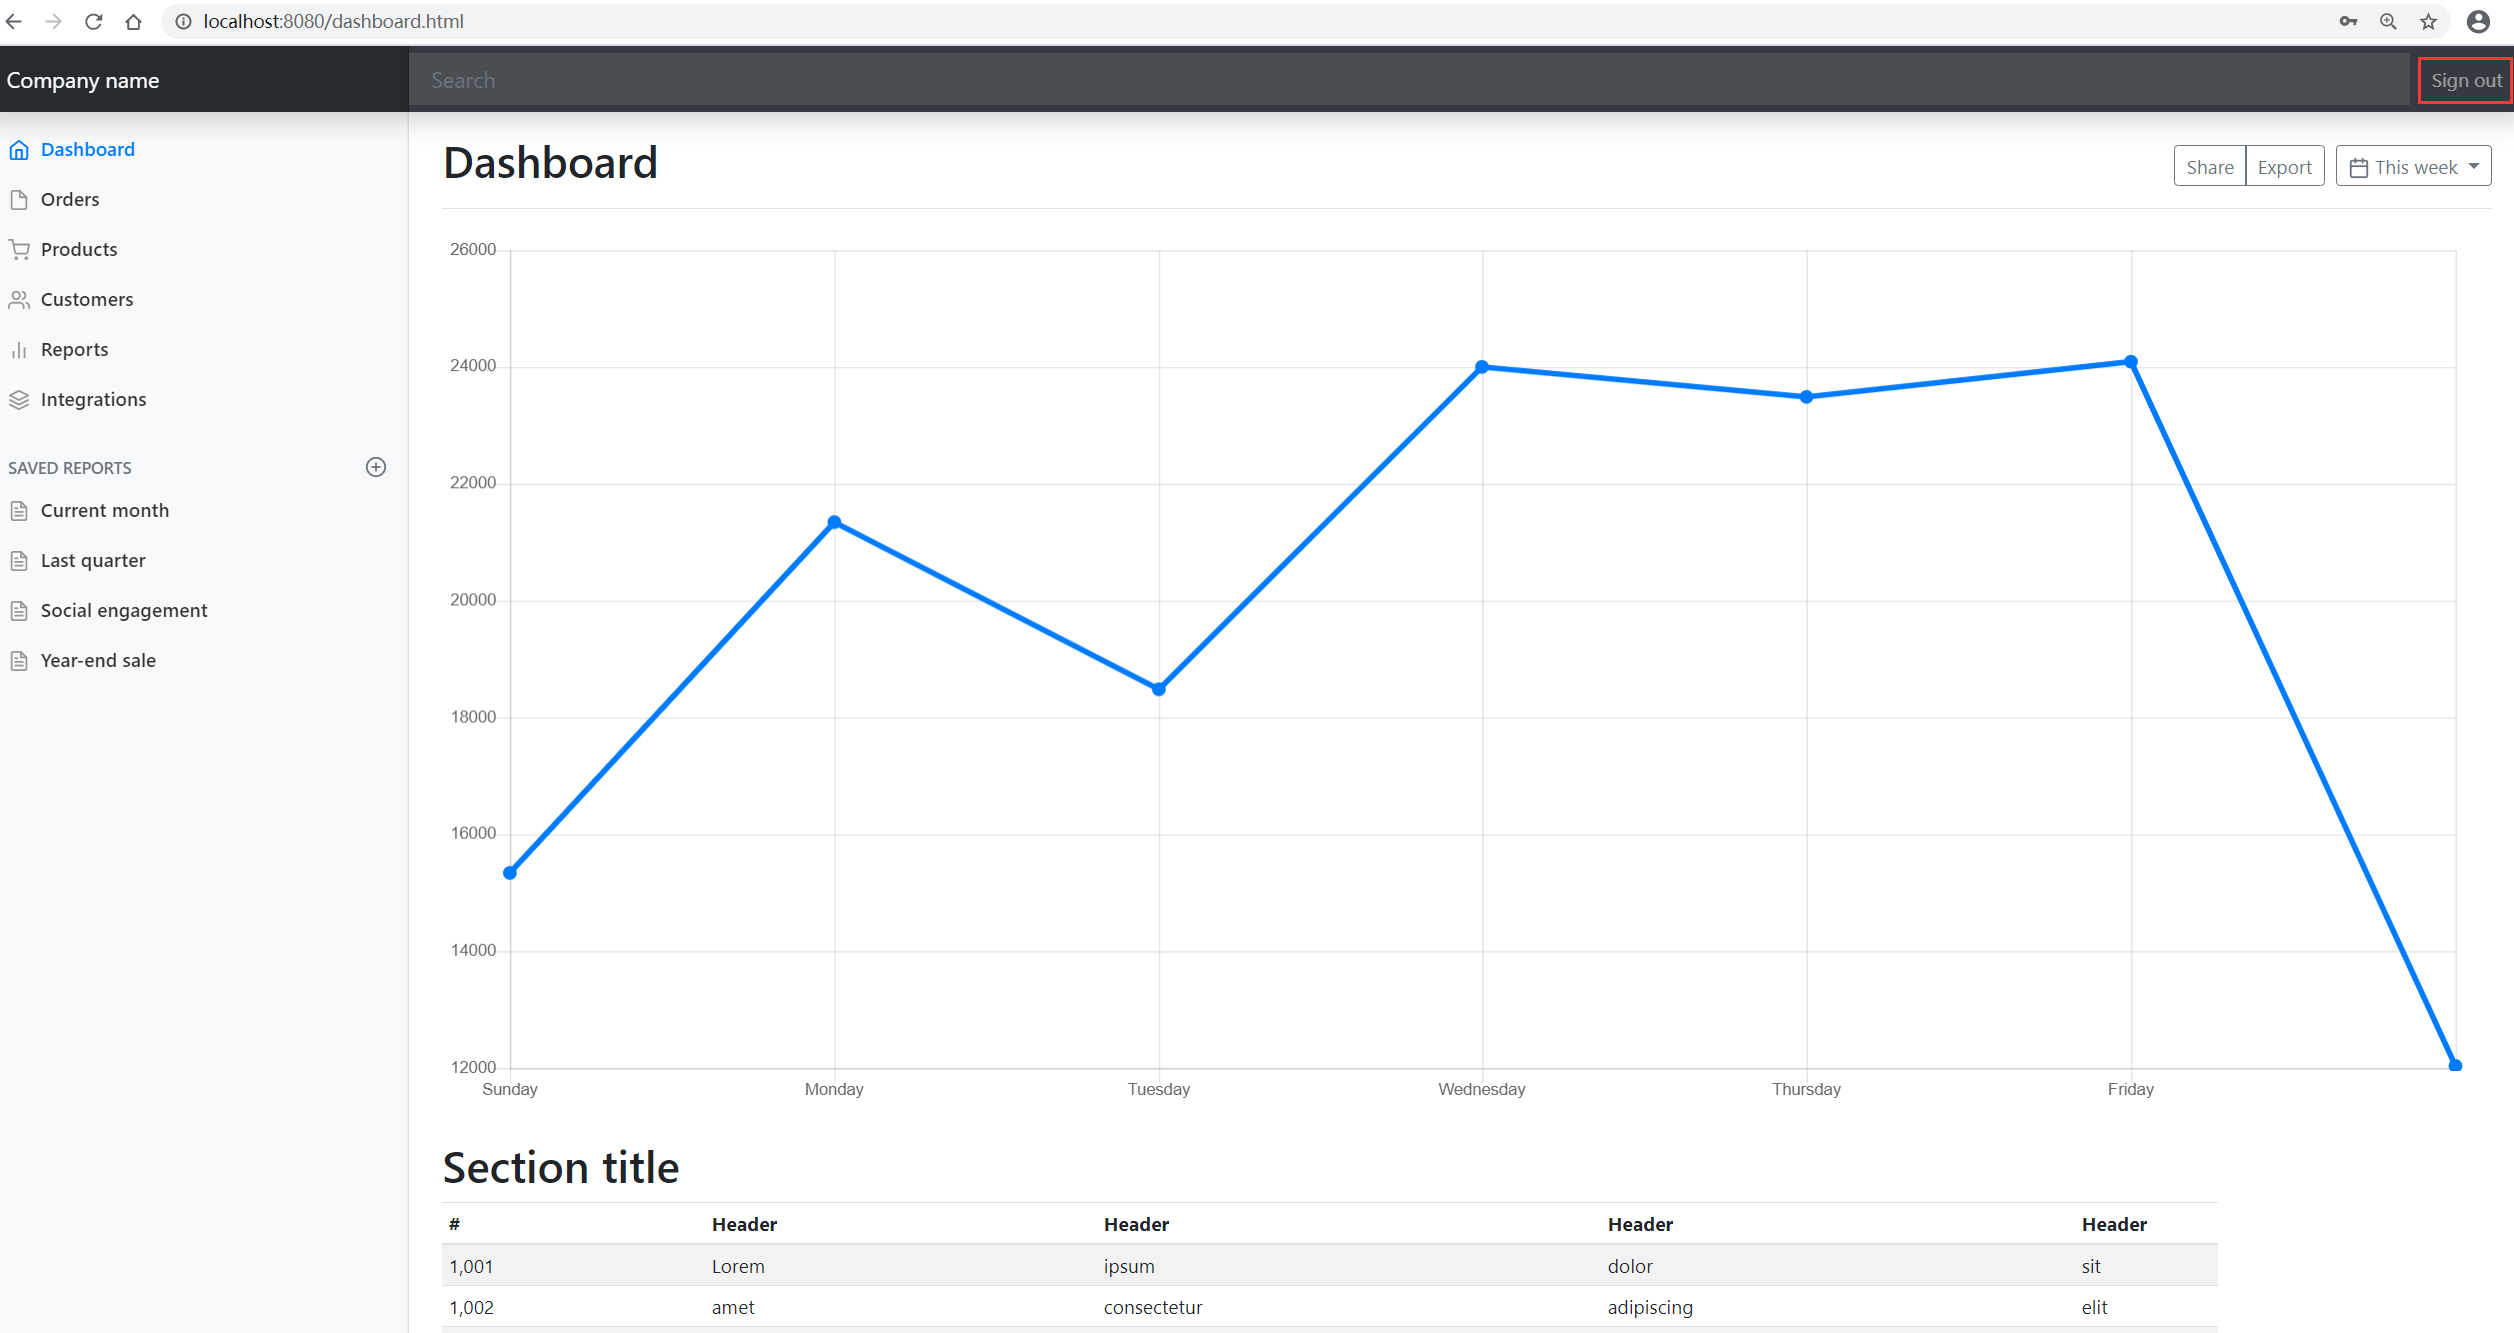 localhost:8080/dashboard.html
Company name
Search
Sign out
Dashboard
Orders
Products
Customers
Reports
Integrations
SAVED REPORTS
Current month
Last quarter
Social engagement
Year-end sale
Dashboard
Share
Export
This week
26000
24000
22000
20000
18000
16000
14000
12000
Sunday Monday Tuesday Wednesday Thursday Friday
Section title
# Header Header Header Header
1,001 Lorem ipsum dolor sit
1,002 amet consectetur adipiscing elit